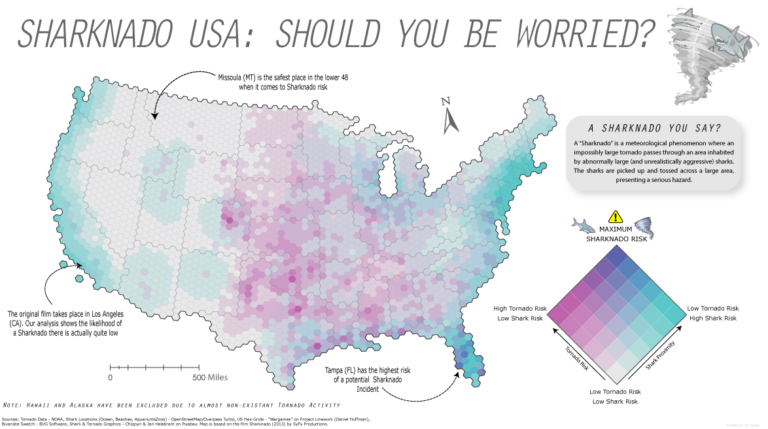 SHARKNADO USA: SHOULD YOU BE WORRIED?
Missoula (MT) is the safest place in the lower 48
when it comes to Sharknado risk
N
A SHARKNADO YOU SAY?
A "Sharknado" is a meteorological phenomenon where an
impossibly large tornado passes through an area inhabited
by abnormally large (and unrealistically aggressive) sharks.
The sharks are picked up and tossed across a large area,
presenting a serious hazard.
MAXIMUM
SHARKNADO RISK
High Tornado Risk
Low Shark Risk
Low Tornado Risk
High Shark Risk
Tornado Risk
Shark Proximity
Low Tornado Risk
Low Shark Risk
The original film takes place in Los Angeles
(CA). Our analysis shows the likelihood of
a Sharknado there is actually quite low
0 500 Miles
Tampa (FL) has the highest risk
of a potential Sharknado
Incident
NOTE: HAWAII AND ALASKA HAVE BEEN EXCLUDED DUE TO ALMOST NON-EXISTANT TORNADO ACTIVITY
Sources: Tornado Data - NOAA, Shark Locations (Ocean, Beaches, Aquariums/Zoos) - OpenStreetMap/Overpass Turbo, US Hex-Grids - "Wargames" on Project Linework (Daniel Huffman),
Bivariate Swatch - BVG Software, Shark & Tornado Graphics - Chippun & Jan Helebrant on Pixabay. Map is based on the film Sharknado (2013) by SyFy Productions.